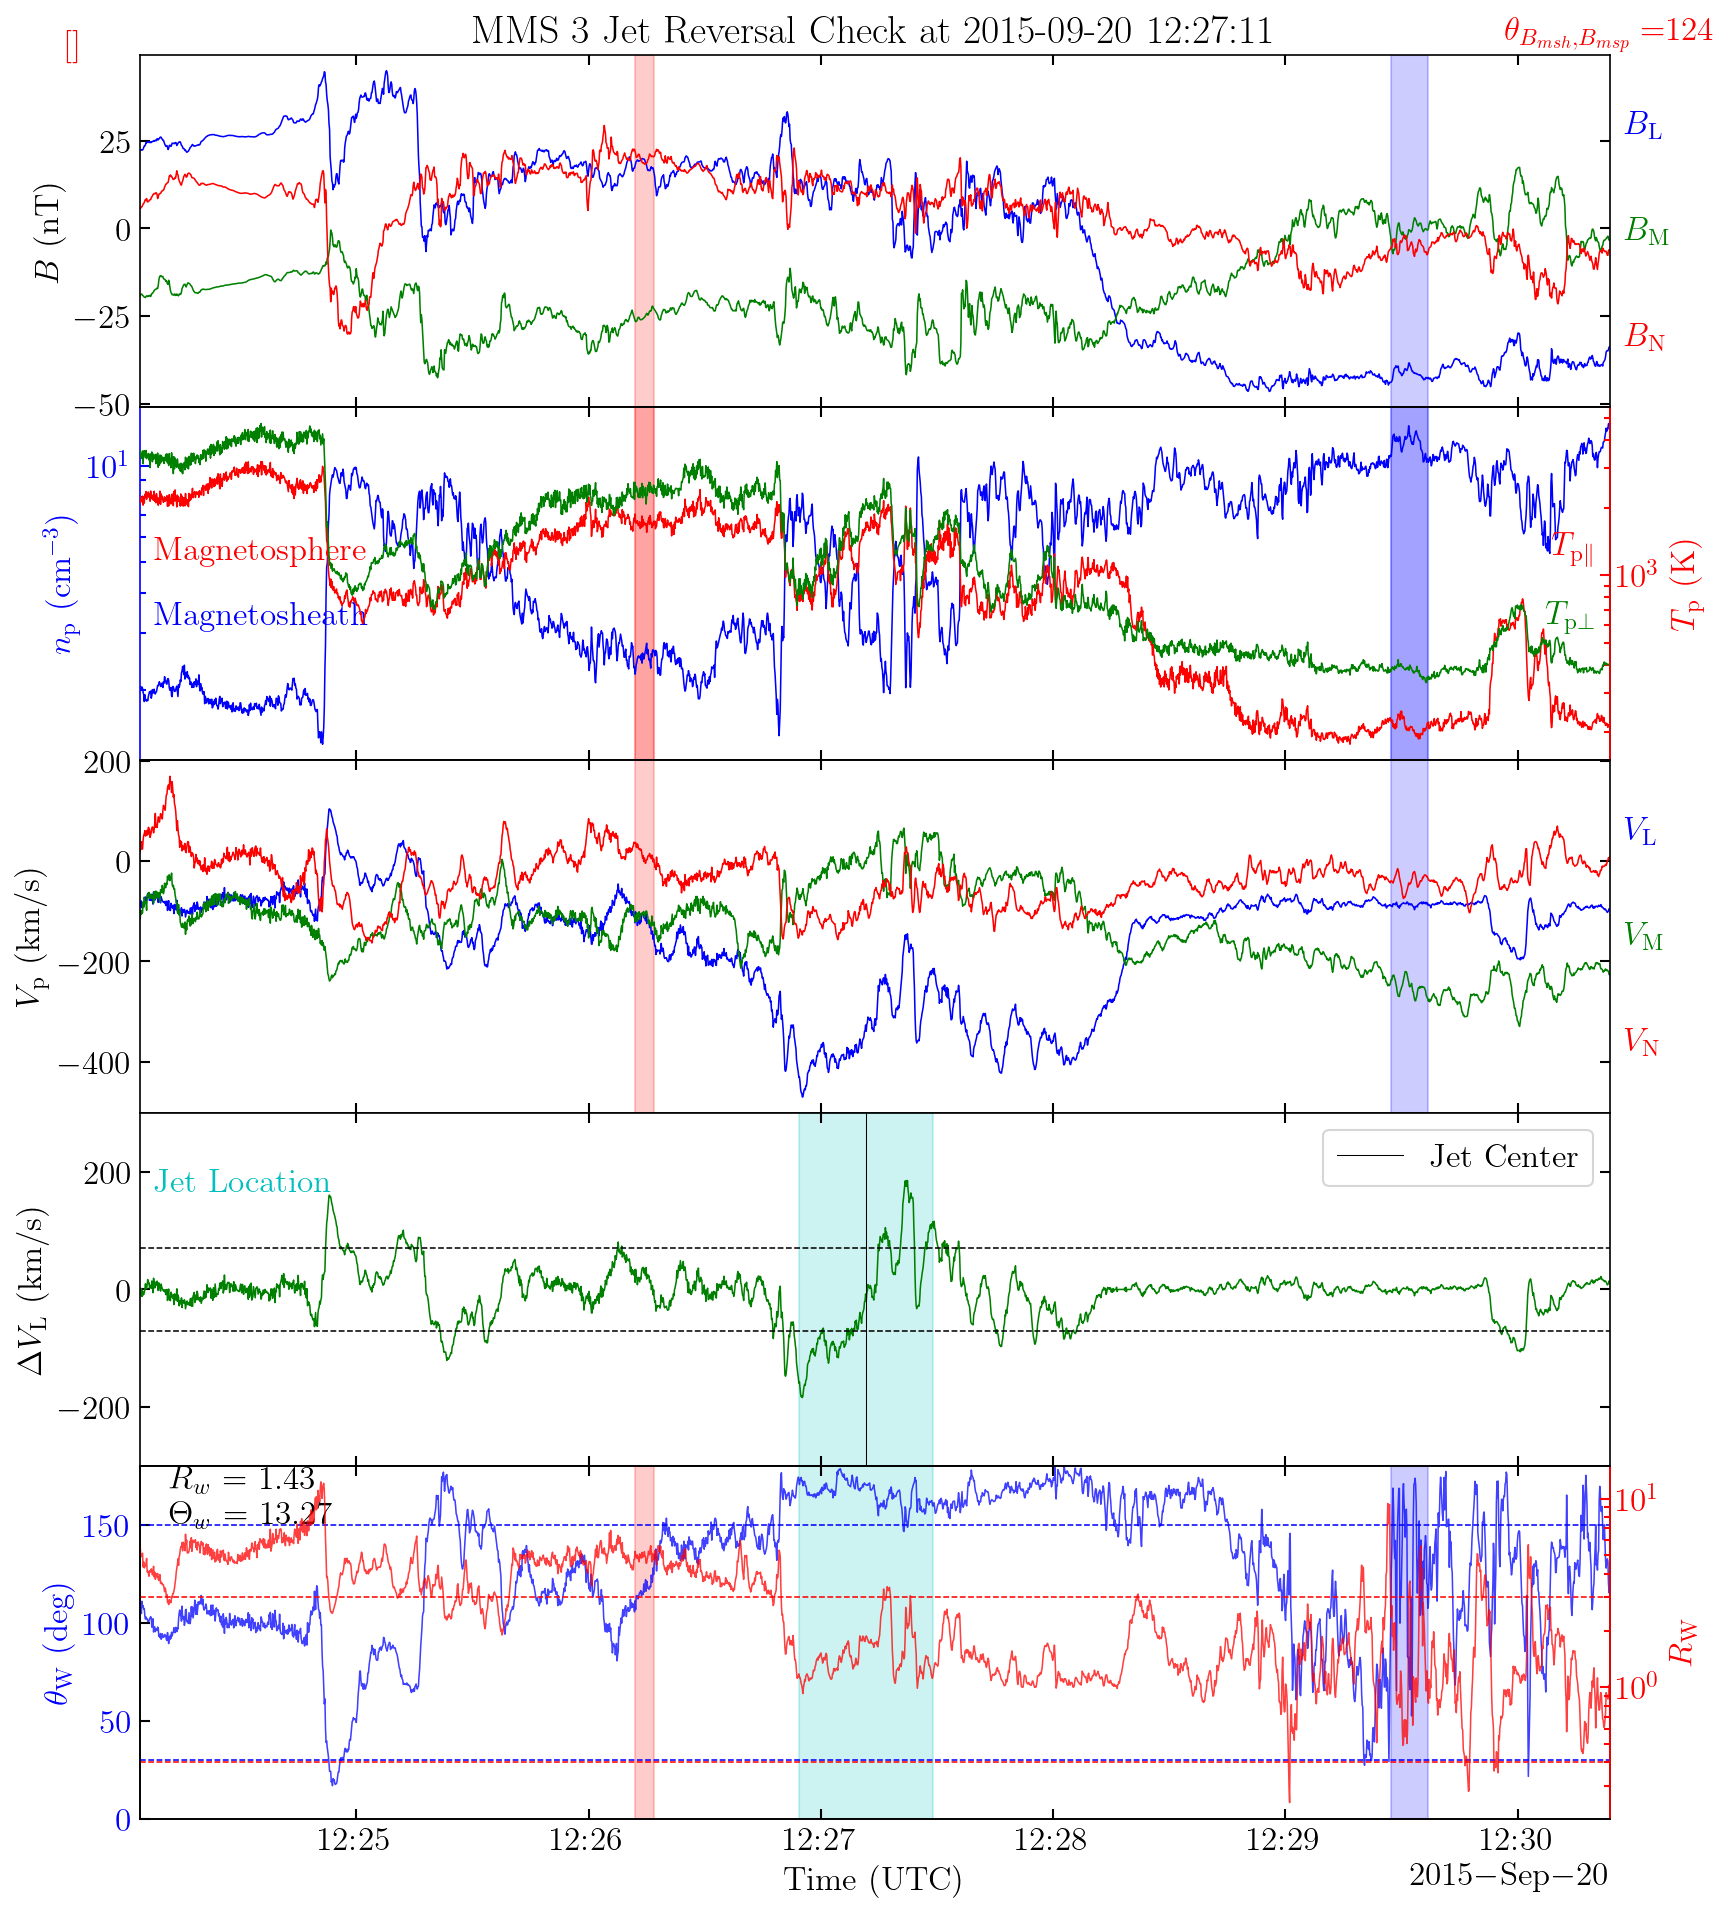 MMS 3 Jet Reversal Check at 2015-09-20 12:27:11
θ_{B_{msh},B_{msp}} =124
[]
25
0
−25
−50
B (nT)
B_L
B_M
B_N
10^1
n_p (cm^{−3})
Magnetosphere
Magnetosheath
T_{p∥}
T_{p⊥}
10^3
T_p (K)
200
0
−200
−400
V_p (km/s)
V_L
V_M
V_N
200
0
−200
ΔV_L (km/s)
Jet Location
Jet Center
R_w = 1.43
Θ_w = 13.27
150
100
50
0
θ_W (deg)
10^1
10^0
R_W
12:25
12:26
12:27
12:28
12:29
12:30
Time (UTC)
2015−Sep−20